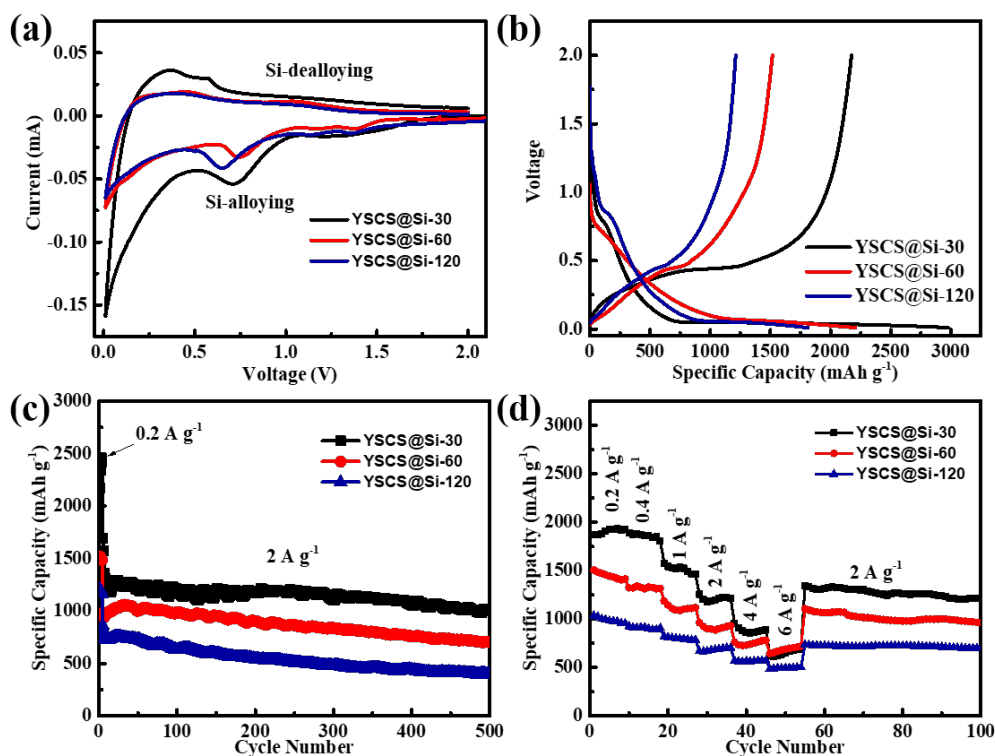 (a)
0.05
0.00
-0.05
-0.10
-0.15
Current (mA)
Si-dealloying
Si-alloying
YSCS@Si-30
YSCS@Si-60
YSCS@Si-120
0.0
0.5
1.0
1.5
2.0
Voltage (V)
(b)
2.0
1.5
1.0
0.5
0.0
Voltage
YSCS@Si-30
YSCS@Si-60
YSCS@Si-120
0
500
1000
1500
2000
2500
3000
Specific Capacity (mAh g⁻¹)
(c)
3000
2500
2000
1500
1000
500
0
Specific Capacity (mAh g⁻¹)
0.2 A g⁻¹
2 A g⁻¹
YSCS@Si-30
YSCS@Si-60
YSCS@Si-120
0
100
200
300
400
500
Cycle Number
(d)
3000
2500
2000
1500
1000
500
0
Specific Capacity (mAh g⁻¹)
YSCS@Si-30
YSCS@Si-60
YSCS@Si-120
0.2 A g⁻¹
0.4 A g⁻¹
1 A g⁻¹
2 A g⁻¹
4 A g⁻¹
6 A g⁻¹
2 A g⁻¹
0
20
40
60
80
100
Cycle Number